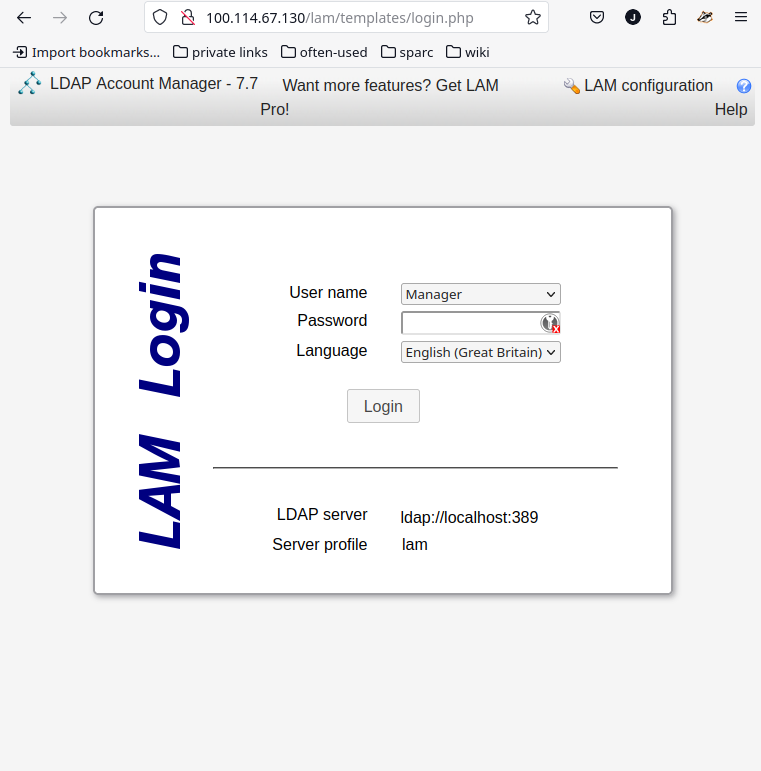 100.114.67.130/lam/templates/login.php
J
Import bookmarks... private links often-used sparc wiki
LDAP Account Manager - 7.7 Want more features? Get LAM Pro! LAM configuration Help
LAM Login
User name Manager
Password
Language English (Great Britain)
Login
LDAP server ldap://localhost:389
Server profile lam